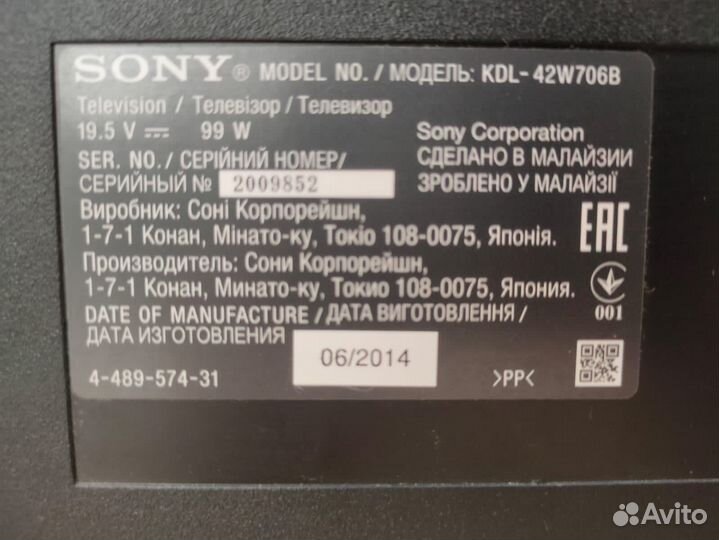 SONY® MODEL NO./МОДЕЛЬ: KDL-42W706B
Television / Телевізор / Телевизор
19.5 V ⎓ 99 W
Sony Corporation
SER. NO./ СЕРІЙНИЙ НОМЕР/
СЕРИЙНЫЙ № 2009852
СДЕЛАНО В МАЛАЙЗИИ
ЗРОБЛЕНО У МАЛАЙЗІЇ
Виробник: Соні Корпорейшн,
1-7-1 Конан, Мінато-ку, Токіо 108-0075, Японія.
Производитель: Сони Корпорейшн,
1-7-1 Конан, Минато-ку, Токио 108-0075, Япония.
EAC
001
DATE OF MANUFACTURE / ДАТА ВИГОТОВЛЕННЯ /
ДАТА ИЗГОТОВЛЕНИЯ
06/2014
4-489-574-31
>PP<
Avito